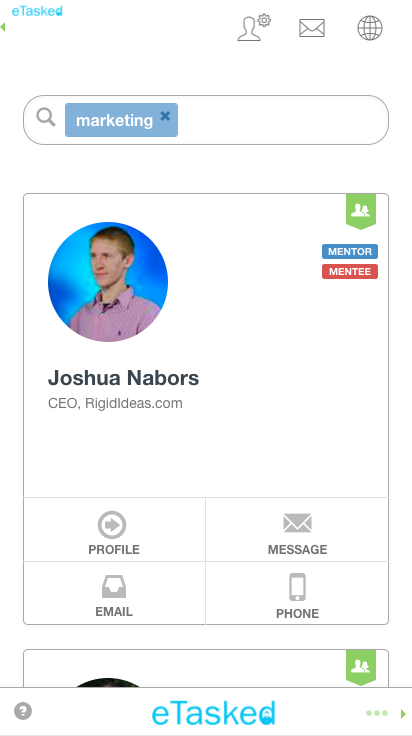 eTasked
marketing
MENTOR
MENTEE
Joshua Nabors
CEO, RigidIdeas.com
PROFILE
MESSAGE
EMAIL
PHONE
eTasked